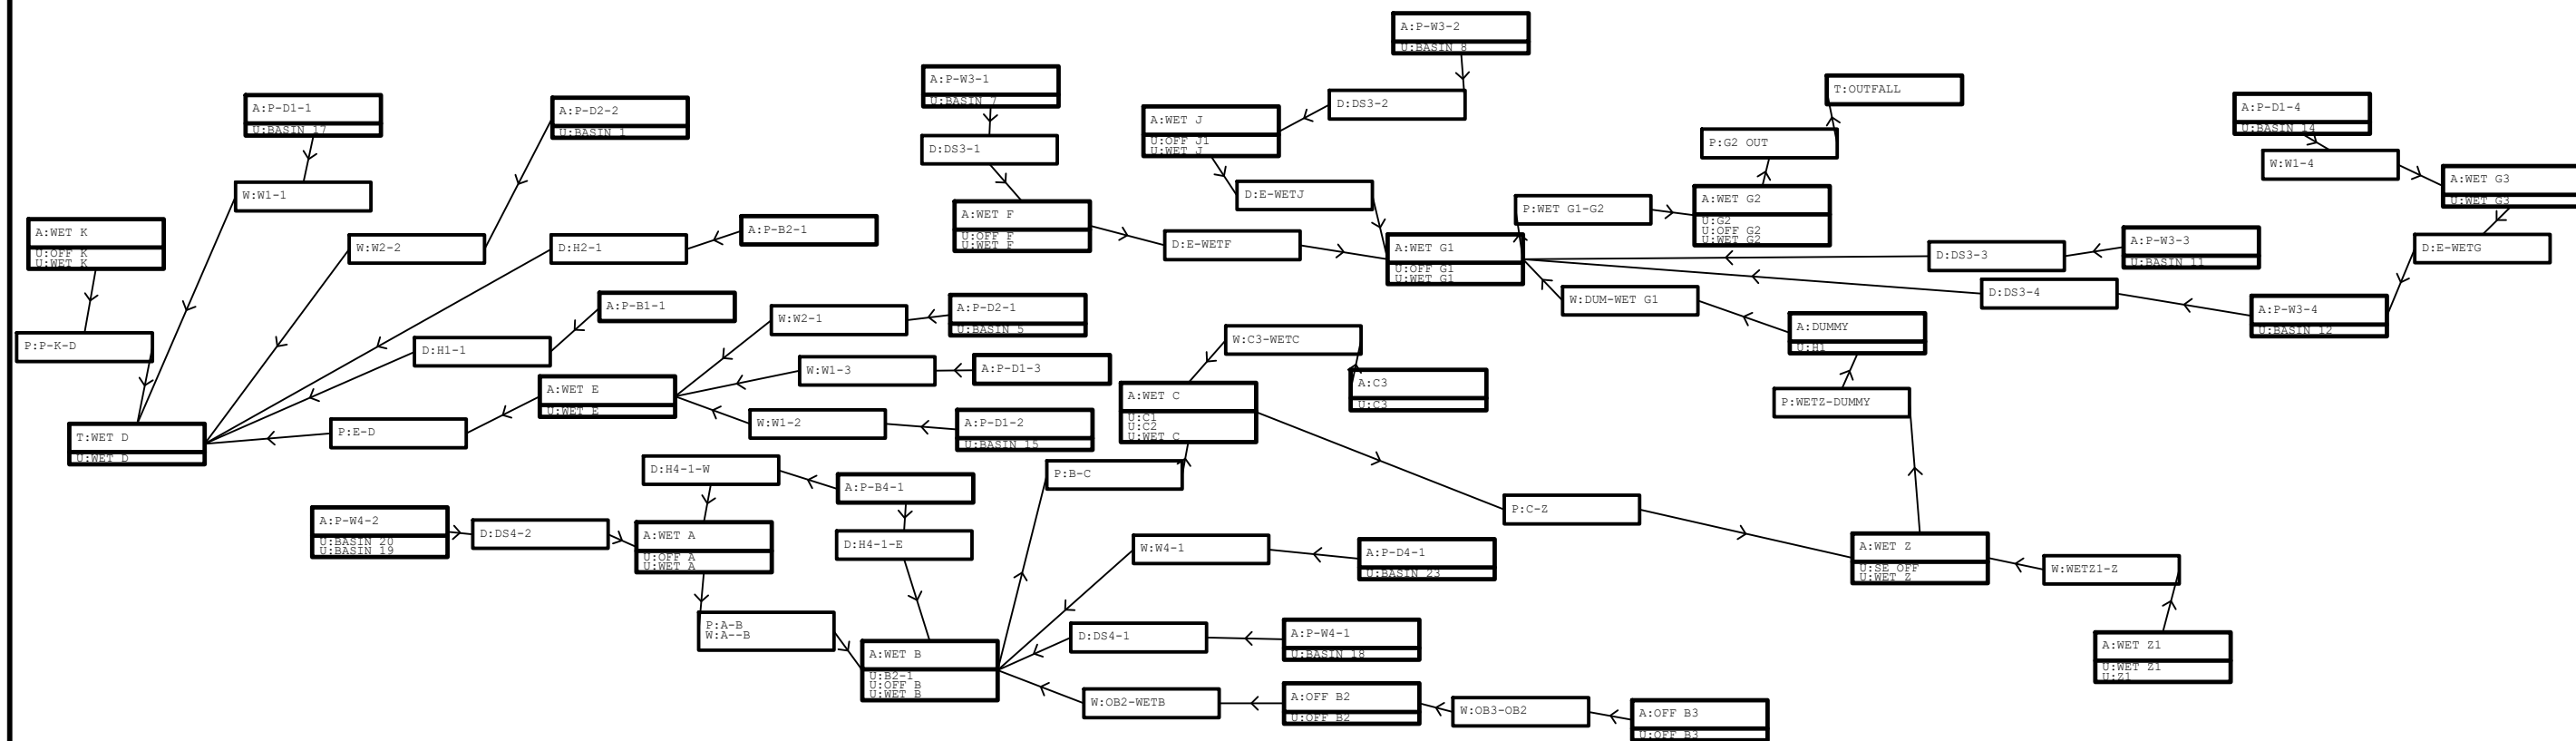 A:P-W3-2
U:BASIN 8
A:P-W3-1
U:BASIN 7
T:OUTFALL
D:DS3-2
A:P-D1-1
U:BASIN 17
A:P-D2-2
U:BASIN 1
A:WET J
U:OFF J1
U:WET J
A:P-D1-4
U:BASIN 14
D:DS3-1
P:G2 OUT
W:W1-4
W:W1-1
D:E-WETJ
A:WET G3
U:WET G3
A:WET K
U:OFF K
U:WET K
A:P-B2-1
A:WET F
U:OFF F
U:WET F
P:WET G1-G2
A:WET G2
U:G2
U:OFF G2
U:WET G2
W:W2-2
D:H2-1
D:E-WETF
A:WET G1
U:OFF G1
U:WET G1
D:DS3-3
A:P-W3-3
U:BASIN 11
D:E-WETG
A:P-B1-1
A:P-D2-1
U:BASIN 5
W:DUM-WET G1
D:DS3-4
A:P-W3-4
U:BASIN 12
W:W2-1
A:DUMMY
U:H1
P:P-K-D
D:H1-1
W:C3-WETC
W:W1-3
A:P-D1-3
A:WET E
U:WET E
A:WET C
U:C1
U:C2
U:WET C
A:C3
U:C3
P:WETZ-DUMMY
T:WET D
U:WET D
P:E-D
W:W1-2
A:P-D1-2
U:BASIN 15
D:H4-1-W
A:P-B4-1
P:B-C
P:C-Z
A:P-W4-2
U:BASIN 20
U:BASIN 19
D:DS4-2
A:WET A
U:OFF A
U:WET A
D:H4-1-E
W:W4-1
A:P-D4-1
U:BASIN 23
A:WET Z
U:SE OFF
U:WET Z
W:WETZ1-Z
P:A-B
W:A--B
A:WET B
U:B2-1
U:OFF B
U:WET B
D:DS4-1
A:P-W4-1
U:BASIN 18
A:WET Z1
U:WET Z1
U:Z1
W:OB2-WETB
A:OFF B2
U:OFF B2
W:OB3-OB2
A:OFF B3
U:OFF B3